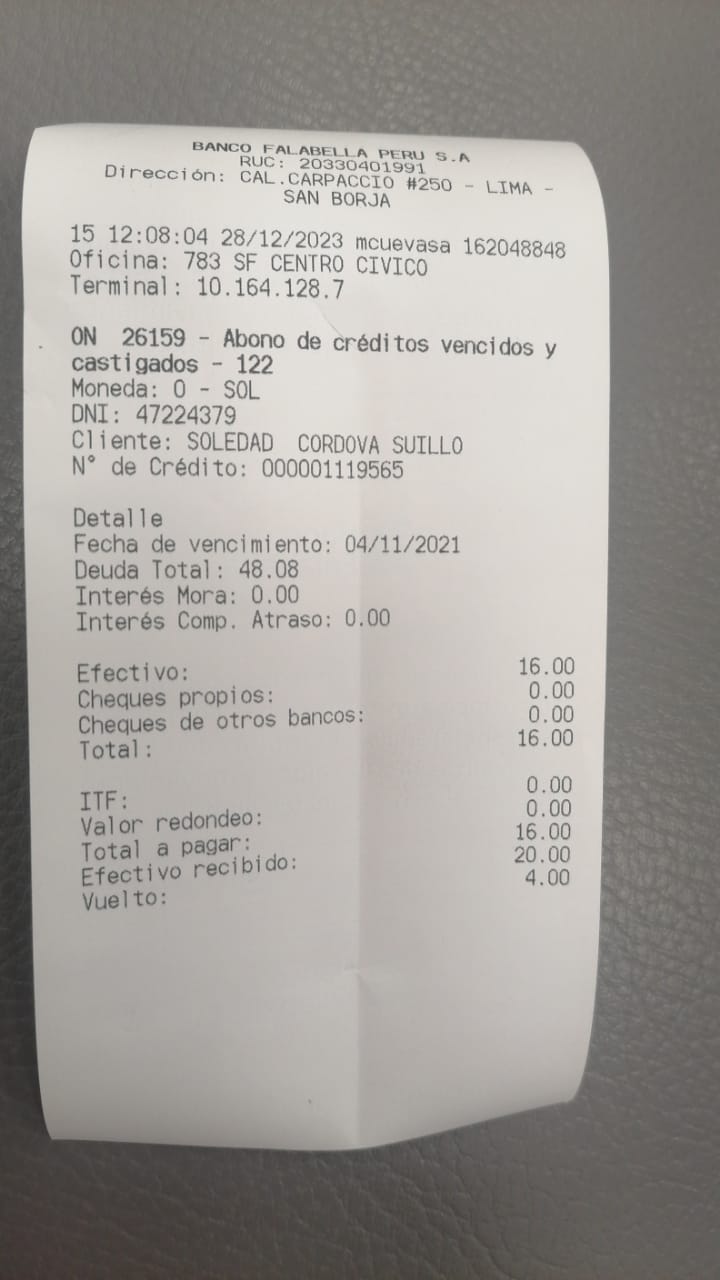 BANCO FALABELLA PERU S.A
RUC: 20330401991
Dirección: CAL.CARPACCIO #250 - LIMA -
SAN BORJA
15 12:08:04 28/12/2023 mcuevasa 162048848
Oficina: 783 SF CENTRO CIVICO
Terminal: 10.164.128.7
ON 26159 - Abono de créditos vencidos y
castigados - 122
Moneda: 0 - SOL
DNI: 47224379
Cliente: SOLEDAD CORDOVA SUILLO
N° de Crédito: 000001119565
Detalle
Fecha de vencimiento: 04/11/2021
Deuda Total: 48.08
Interés Mora: 0.00
Interés Comp. Atraso: 0.00
Efectivo: 16.00
Cheques propios: 0.00
Cheques de otros bancos: 0.00
Total: 16.00
ITF: 0.00
Valor redondeo: 0.00
Total a pagar: 16.00
Efectivo recibido: 20.00
Vuelto: 4.00